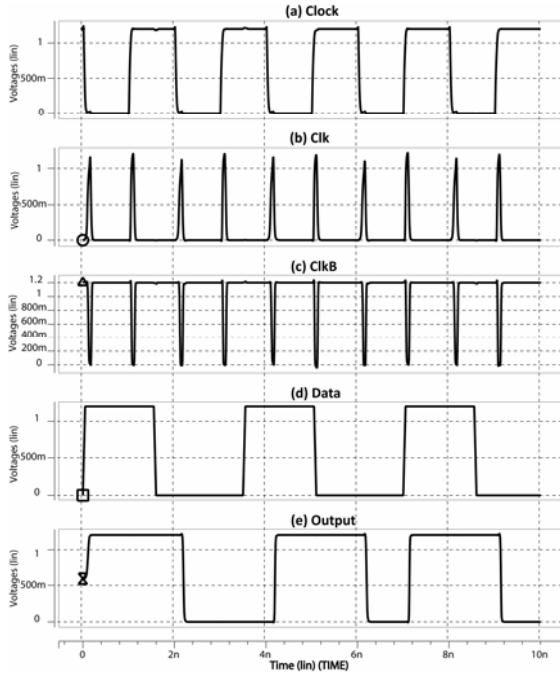 (a) Clock
Voltages (lin)
1
500m
0
(b) Clk
Voltages (lin)
1
500m
0
(c) ClkB
Voltages (lin)
1.2
1
800m
600m
400m
200m
0
(d) Data
Voltages (lin)
1
500m
0
(e) Output
Voltages (lin)
1
500m
0
0 2n 4n 6n 8n 10n
Time (lin) (TIME)